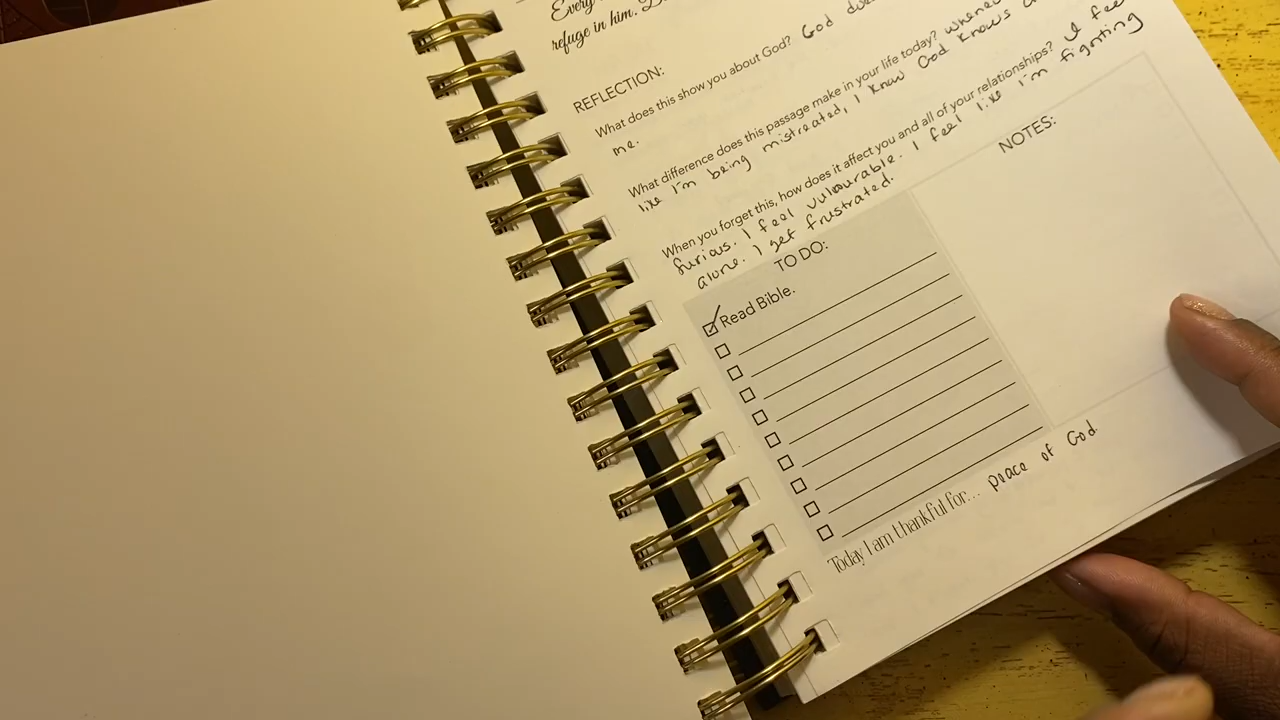 Every
refuge in him.
REFLECTION:
What does this show you about God? God
me.
What difference does this passage make in your life today? whenever
like I'm being mistreated, I know God knows
When you forget this, how does it affect you and all of your relationships? I feel
furious. I feel vulourable. I feel like I'm fighting
alone. I get frustrated.
TO DO:
NOTES:
Read Bible.
Today I am thankful for... peace of God